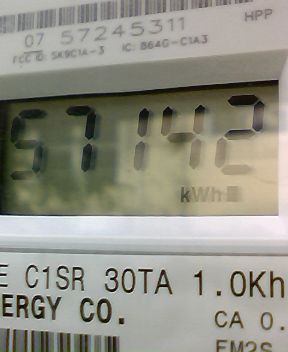 HPP
07 57245311
FCC ID: SK9C1A-3 IC: 864G-C1A3
57142
kWh
E C1SR 30TA 1.0Kh
ERGY CO.
CA 0.
FM2S